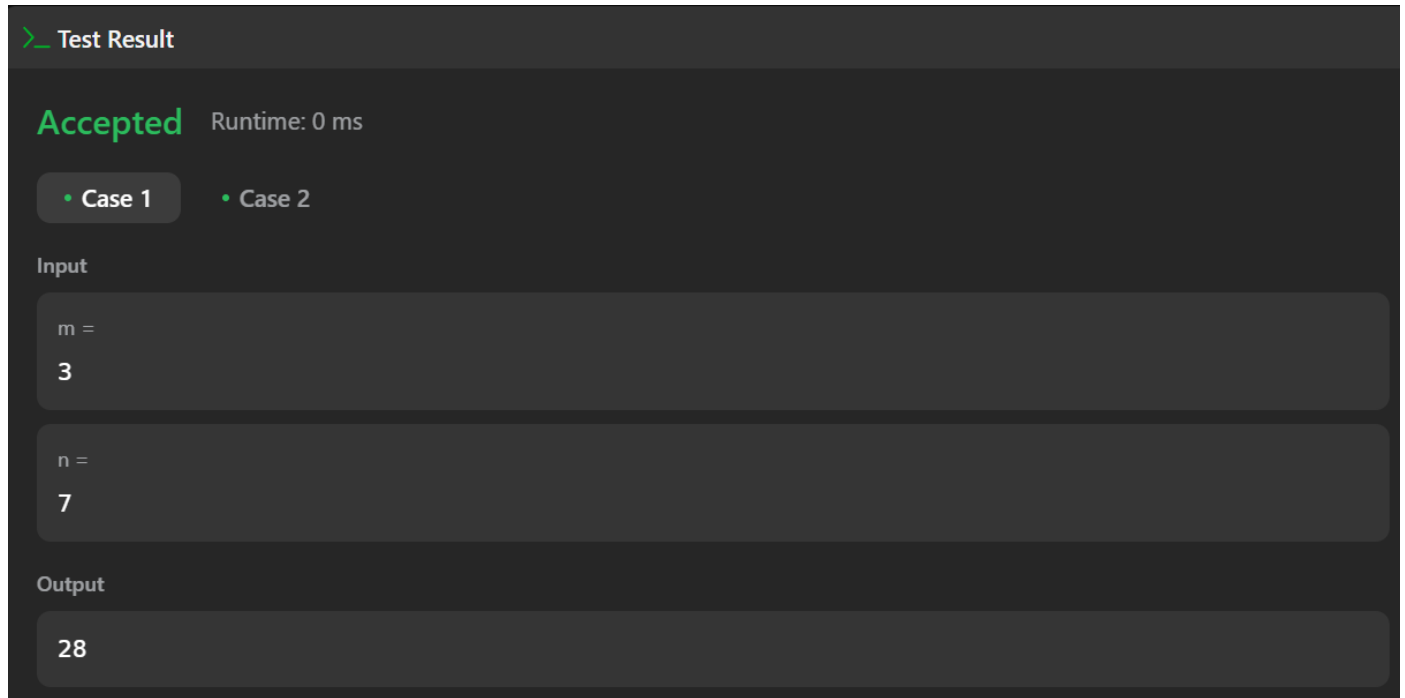 >_ Test Result
Accepted Runtime: 0 ms
• Case 1 • Case 2
Input
m =
3
n =
7
Output
28